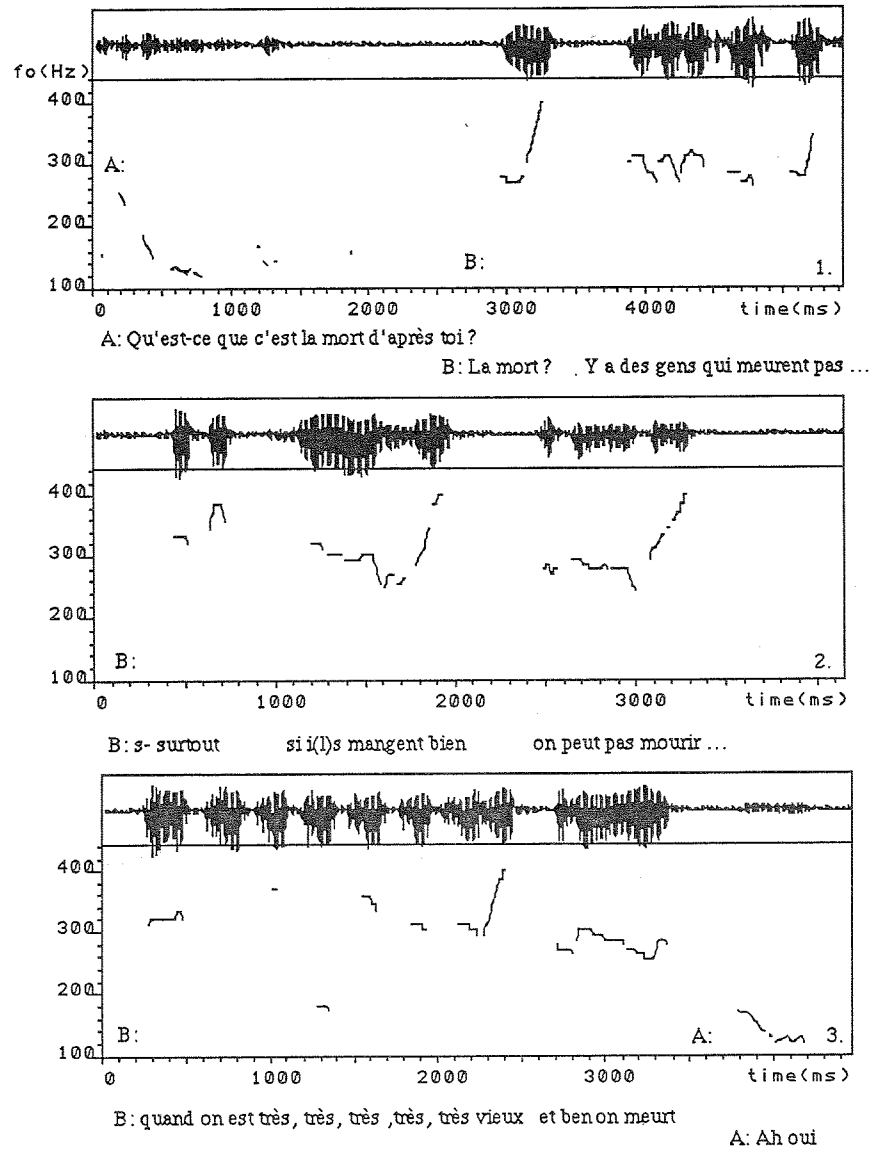 fo(Hz)
400
300
200
100
A:
B:
1.
0 1000 2000 3000 4000 time(ms)
A: Qu'est-ce que c'est la mort d'après toi ?
B: La mort ? . Y a des gens qui meurent pas ...
400
300
200
100
B:
2.
0 1000 2000 3000 time(ms)
B: s- surtout si i(l)s mangent bien on peut pas mourir ...
400
300
200
100
B:
A:
3.
0 1000 2000 3000 time(ms)
B: quand on est très, très, très ,très, très vieux et ben on meurt
A: Ah oui